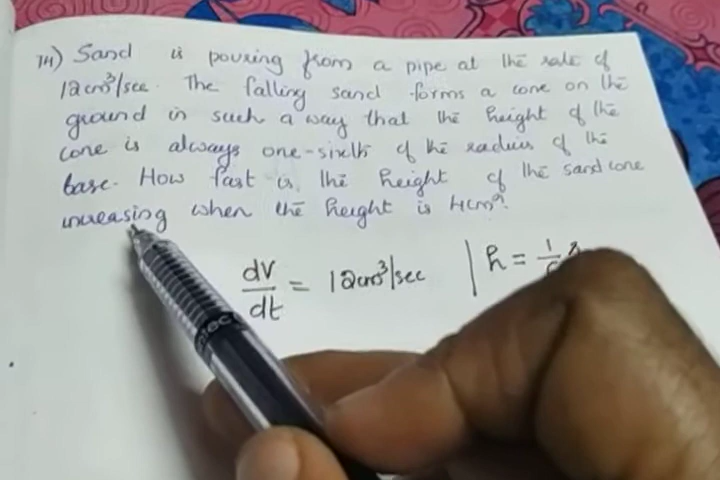 14) Sand is pouring from a pipe at the rate of
12cm³/sec. The falling sand forms a cone on the
ground in such a way that the height of the
cone is always one-sixth of the radius of the
base. How fast is the height of the sand cone
increasing when the height is 4cm?
dV/dt = 12cm³/sec | h = 1/